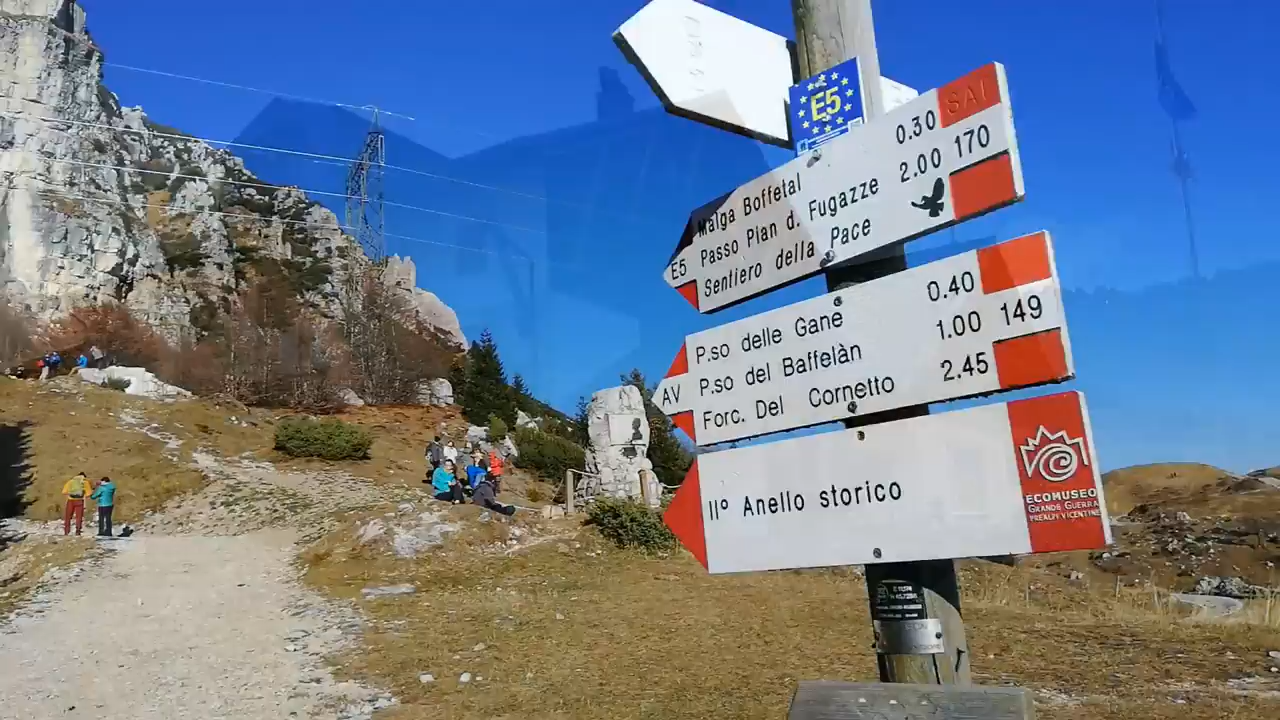 E5
SAT
0.30
Malga Boffetal
2.00 170
Passo Pian d. Fugazze
E5
Sentiero della Pace
P.so delle Gane 0.40
AV P.so del Baffelàn 1.00 149
Forc. Del Cornetto 2.45
IIº Anello storico
ECOMUSEO
GRANDE GUERRA
PREALPI VICENTINE